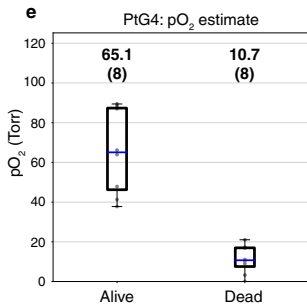 e
PtG4: pO₂ estimate
120
100
80
60
40
20
0
pO₂ (Torr)
65.1
(8)
10.7
(8)
Alive
Dead